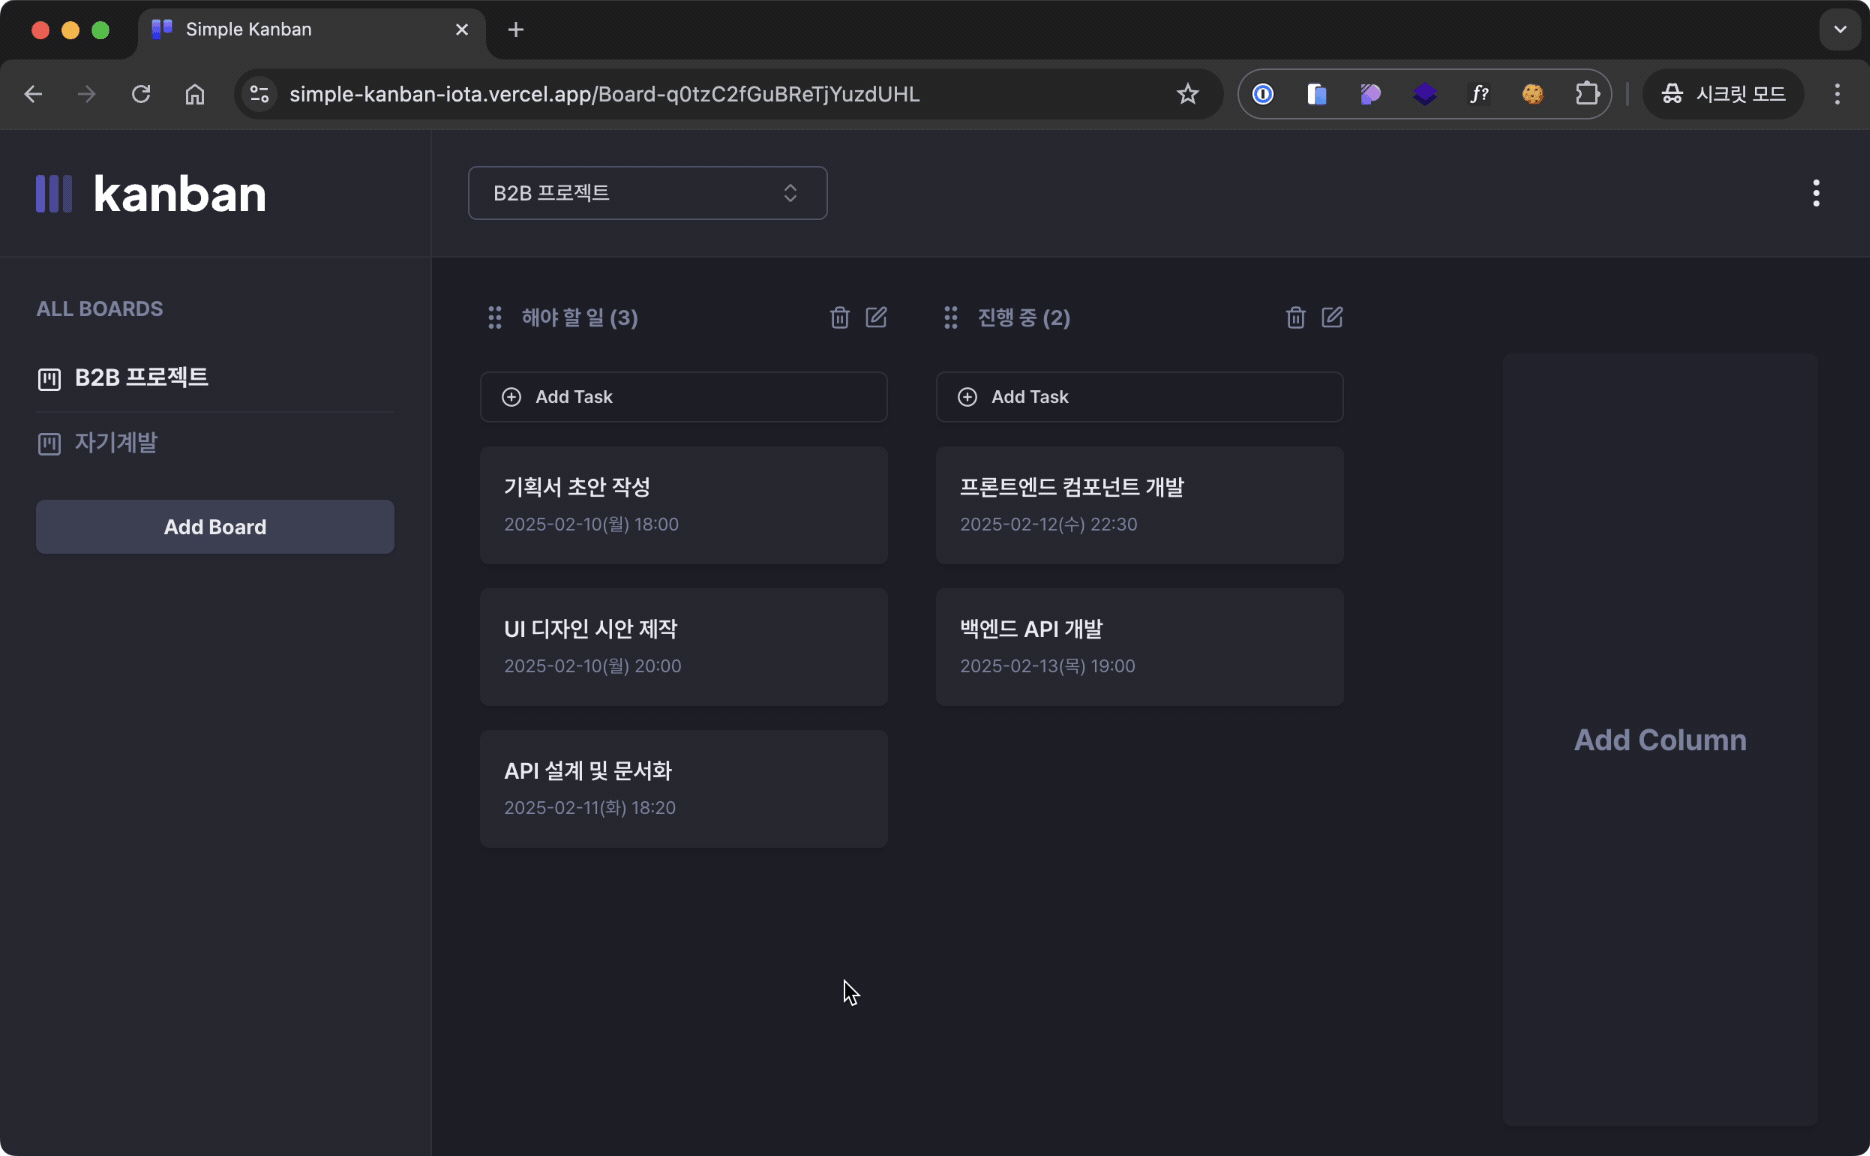 Simple Kanban
simple-kanban-iota.vercel.app/Board-q0tzC2fGuBReTjYuzdUHL
f?
시크릿 모드
kanban
B2B 프로젝트
ALL BOARDS
B2B 프로젝트
자기계발
Add Board
해야 할 일 (3)
Add Task
기획서 초안 작성
2025-02-10(월) 18:00
UI 디자인 시안 제작
2025-02-10(월) 20:00
API 설계 및 문서화
2025-02-11(화) 18:20
진행 중 (2)
Add Task
프론트엔드 컴포넌트 개발
2025-02-12(수) 22:30
백엔드 API 개발
2025-02-13(목) 19:00
Add Column